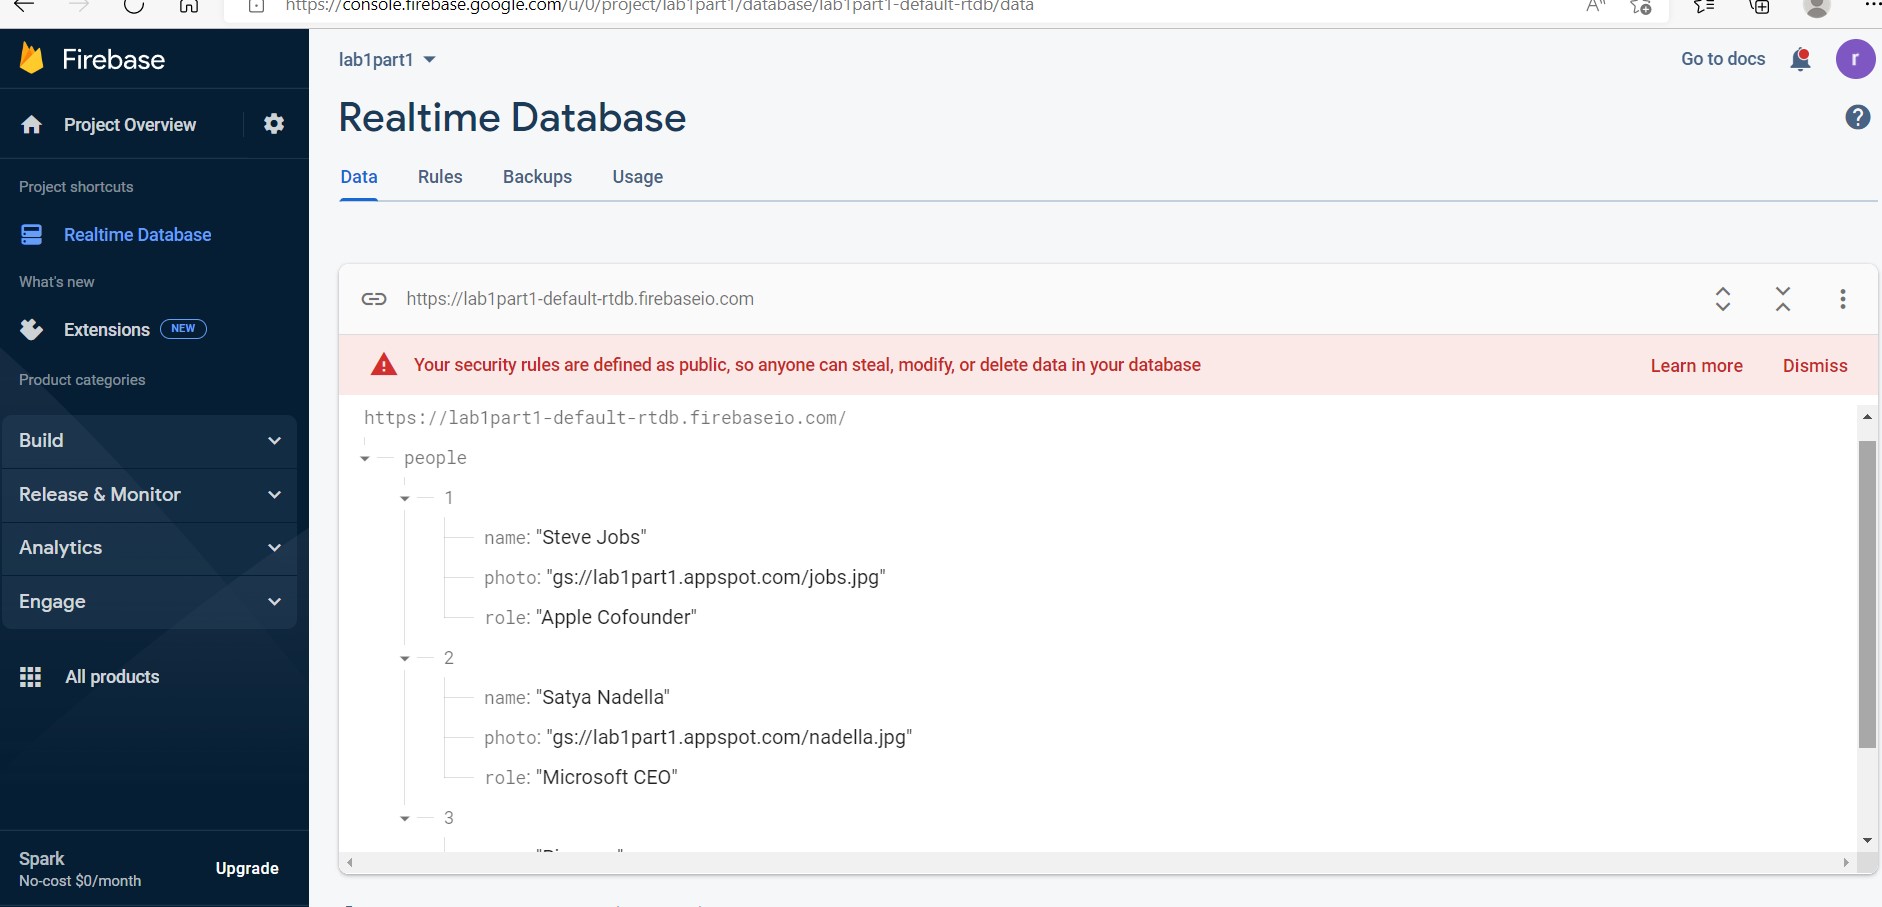 https://console.firebase.google.com/u/0/project/lab1part1/database/lab1part1-default-rtdb/data
Firebase
lab1part1
Go to docs
r
Project Overview
Realtime Database
?
Data Rules Backups Usage
Project shortcuts
Realtime Database
What's new
Extensions NEW
Product categories
Build
Release & Monitor
Analytics
Engage
All products
Spark
No-cost $0/month
Upgrade
https://lab1part1-default-rtdb.firebaseio.com
Your security rules are defined as public, so anyone can steal, modify, or delete data in your database Learn more Dismiss
https://lab1part1-default-rtdb.firebaseio.com/
people
1
name: "Steve Jobs"
photo: "gs://lab1part1.appspot.com/jobs.jpg"
role: "Apple Cofounder"
2
name: "Satya Nadella"
photo: "gs://lab1part1.appspot.com/nadella.jpg"
role: "Microsoft CEO"
3